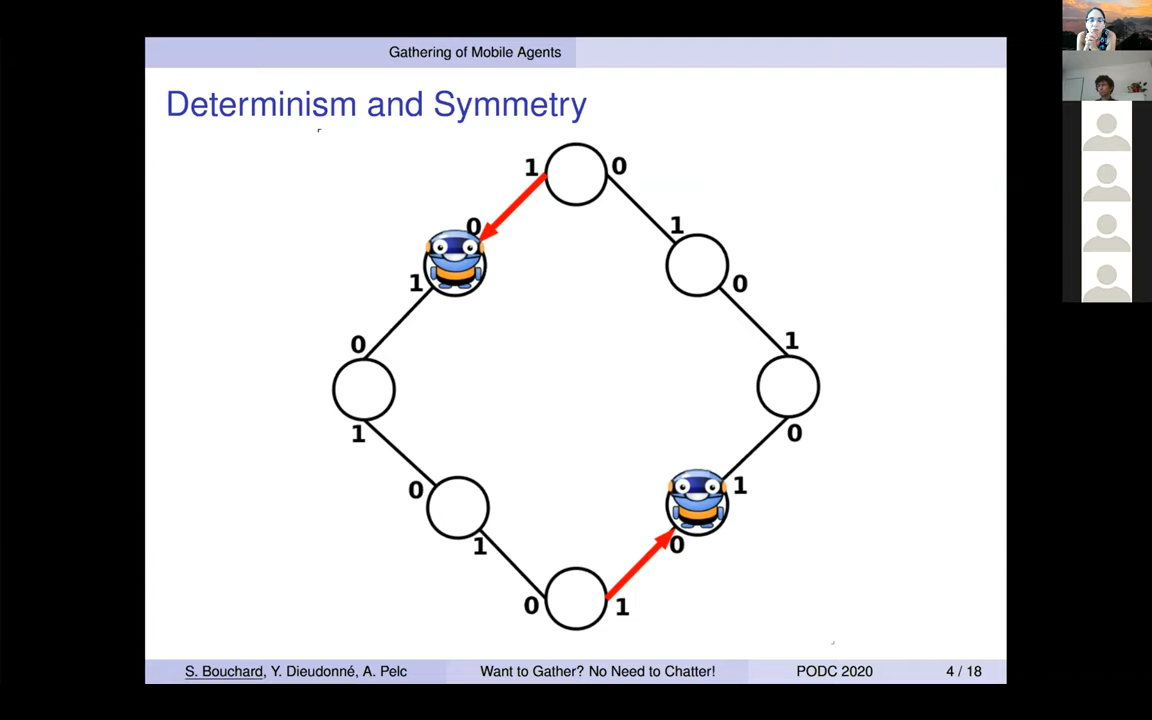 Gathering of Mobile Agents
Determinism and Symmetry
1 0
0 1
1 0
0 1
1 0
0 1
1 0
0 1
S. Bouchard, Y. Dieudonné, A. Pelc Want to Gather? No Need to Chatter! PODC 2020 4 / 18